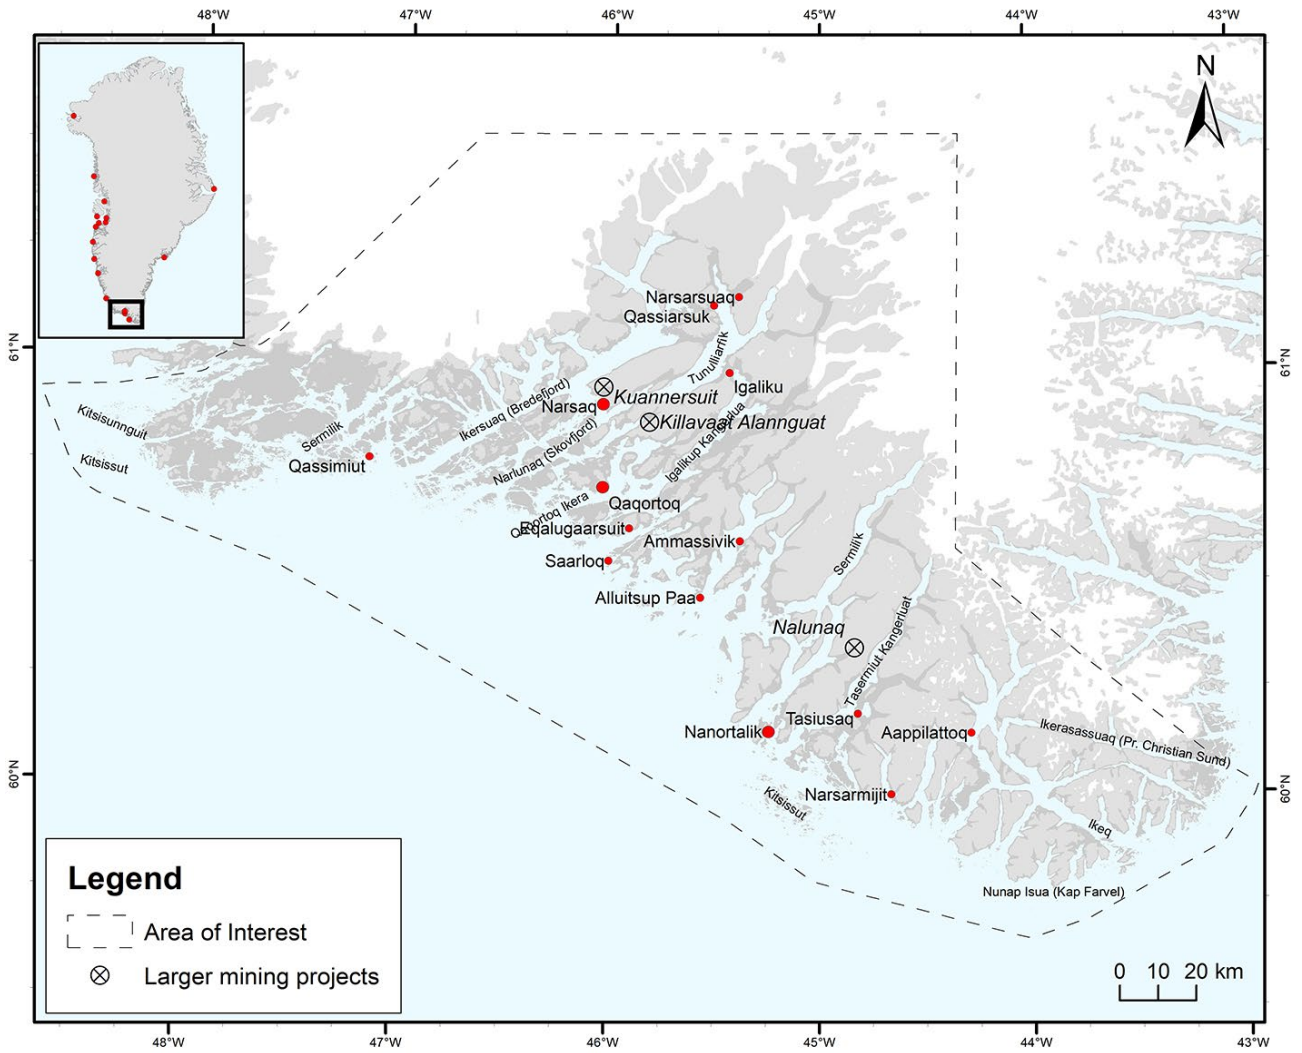 48°W
47°W
46°W
45°W
44°W
43°W
N
61°N
61°N
Narsarsuaq
Qassiarsuk
Tunulliarfik
Igaliku
Kuannersuit
Narsaq
Killavaat Alannguat
Ikersuaq (Bredefjord)
Narlunaq (Skovfjord)
Igalikup Kangerlua
Kitsisunnguit
Kitsissut
Sermilik
Qassimiut
Qaqortoq
Qaqortoq Ikera
Eqalugaarsuit
Ammassivik
Saarloq
Alluitsup Paa
Sermilik
Nalunaq
Tasermiut Kangerluat
Tasiusaq
Nanortalik
Aappilattoq
Ikerasassuaq (Pr. Christian Sund)
60°N
60°N
Narsarmijit
Kitsissut
Ikeq
Nunap Isua (Kap Farvel)
Legend
Area of Interest
Larger mining projects
0 10 20 km
48°W
47°W
46°W
45°W
44°W
43°W